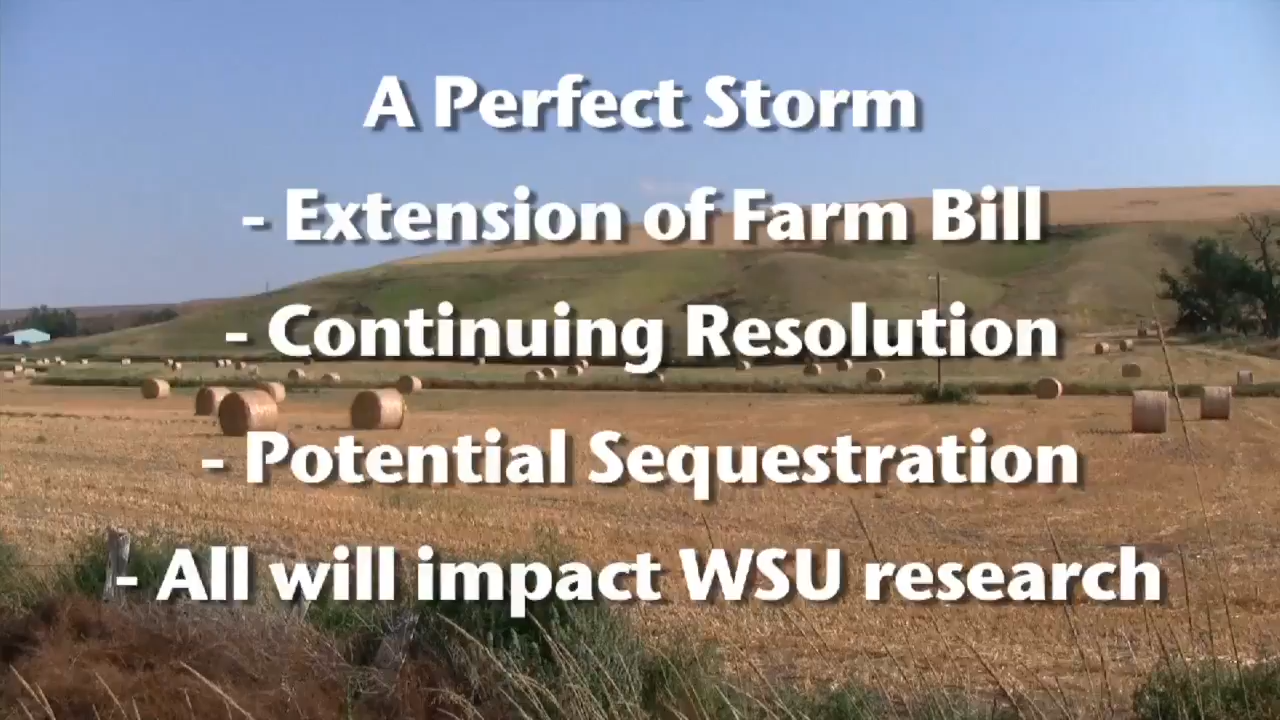 A Perfect Storm
- Extension of Farm Bill
- Continuing Resolution
- Potential Sequestration
- All will impact WSU research